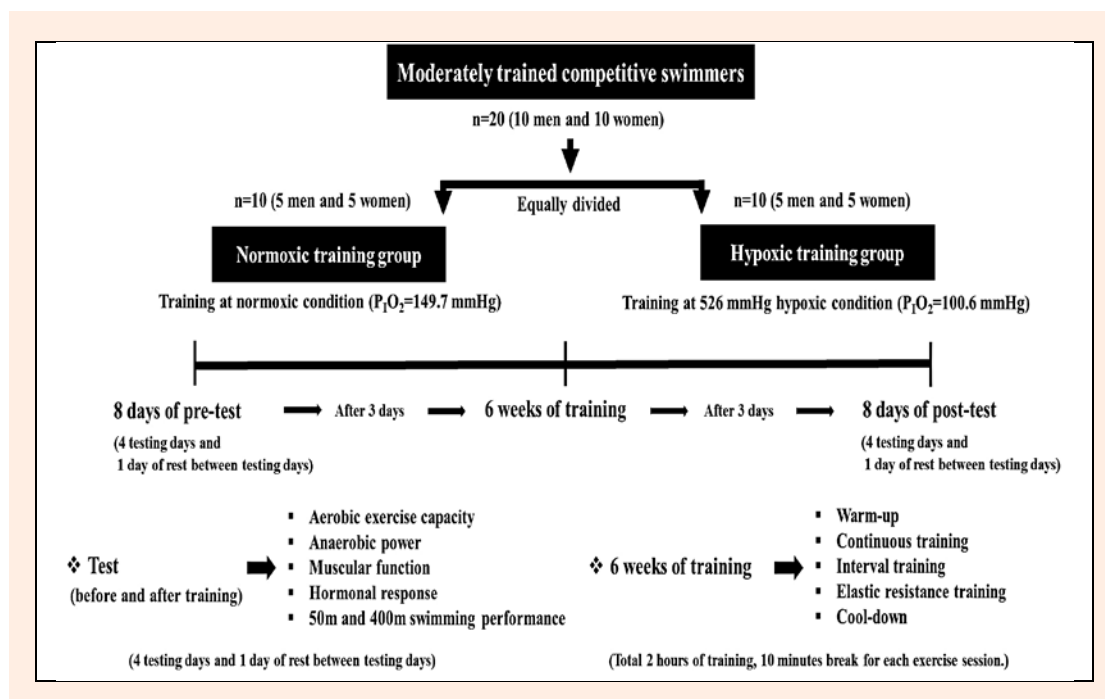 Moderately trained competitive swimmers
n=20 (10 men and 10 women)
n=10 (5 men and 5 women)
Equally divided
n=10 (5 men and 5 women)
Normoxic training group
Hypoxic training group
Training at normoxic condition (PIO2=149.7 mmHg)
Training at 526 mmHg hypoxic condition (PIO2=100.6 mmHg)
8 days of pre-test
After 3 days
6 weeks of training
After 3 days
8 days of post-test
(4 testing days and
1 day of rest between testing days)
(4 testing days and
1 day of rest between testing days)
❖ Test
(before and after training)
▪ Aerobic exercise capacity
▪ Anaerobic power
▪ Muscular function
▪ Hormonal response
▪ 50m and 400m swimming performance
(4 testing days and 1 day of rest between testing days)
❖ 6 weeks of training
▪ Warm-up
▪ Continuous training
▪ Interval training
▪ Elastic resistance training
▪ Cool-down
(Total 2 hours of training, 10 minutes break for each exercise session.)